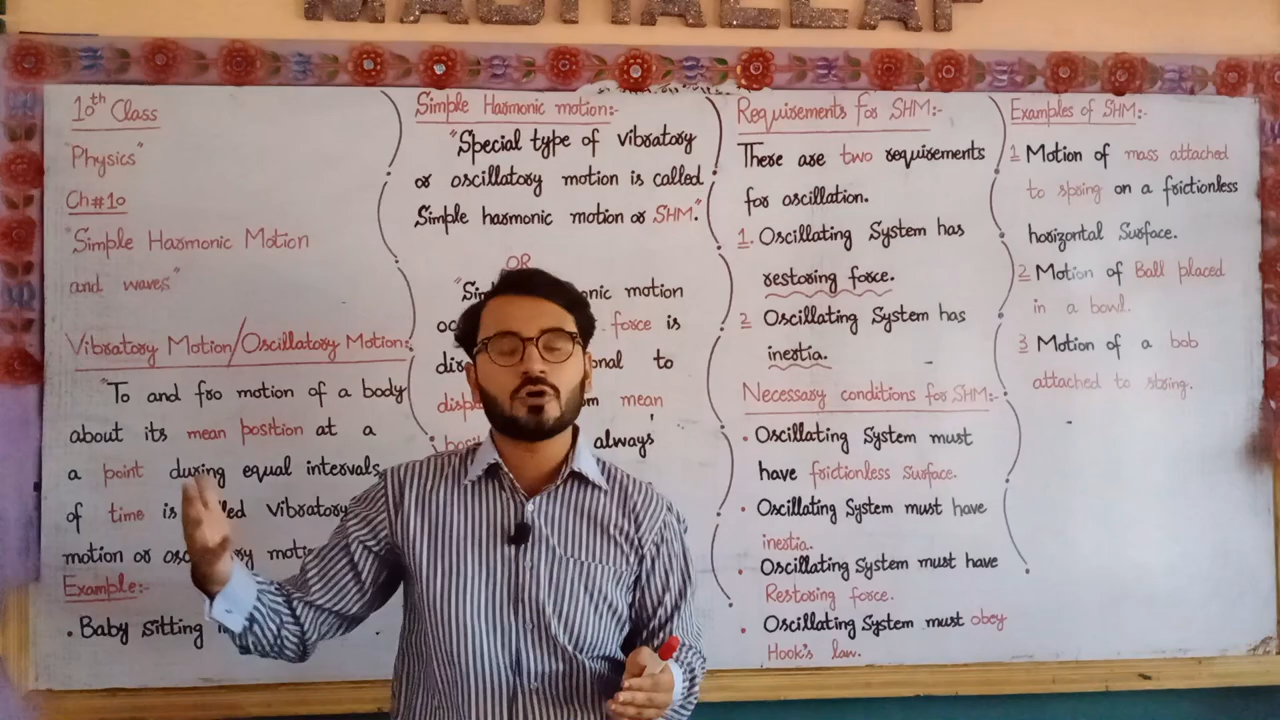 10th Class
"Physics"
Ch#10
"Simple Harmonic Motion
and waves"
Vibratory Motion/Oscillatory Motion:-
"To and fro motion of a body
about its mean position at a
a point during equal intervals
of time is Vibratory
motion or
Example:-
• Baby Sitting
Simple Harmonic motion:-
"Special type of vibratory
or oscillatory motion is called
Simple harmonic motion or SHM."
OR
motion
force is
to
mean
always
Requirements for SHM:-
There are two requirements
for oscillation.
1. Oscillating System has
restoring force.
2 Oscillating System has
inertia.
Necessary conditions for SHM:-
• Oscillating System must
have frictionless Surface.
• Oscillating System must have
inertia.
• Oscillating System must have
Restoring force.
• Oscillating System must obey
Hook's law.
Examples of SHM:-
1 Motion of mass attached
to spring on a frictionless
horizontal Surface.
2 Motion of Ball placed
in a bowl.
3 Motion of a bob
attached to string.